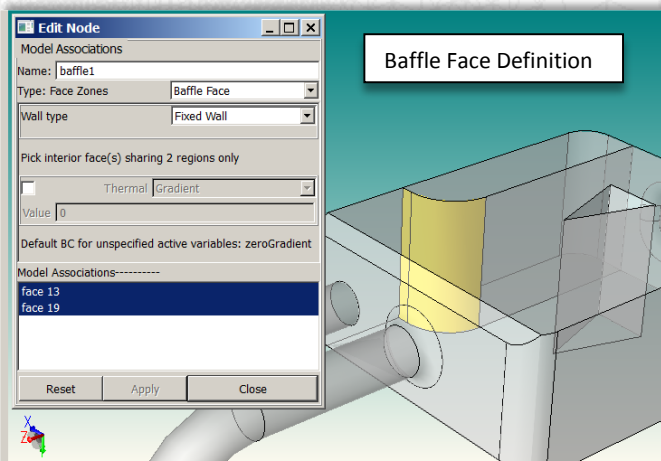 Edit Node
Model Associations
Name: baffle1
Type: Face Zones Baffle Face
Wall type Fixed Wall
Pick interior face(s) sharing 2 regions only
Thermal Gradient
Value 0
Default BC for unspecified active variables: zeroGradient
Model Associations----------
face 13
face 19
Reset Apply Close
Baffle Face Definition
X
Z